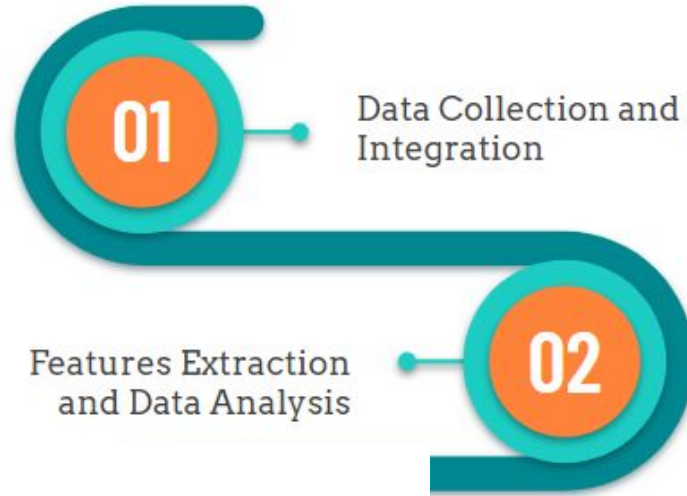 01
Data Collection and
Integration
Features Extraction
and Data Analysis
02